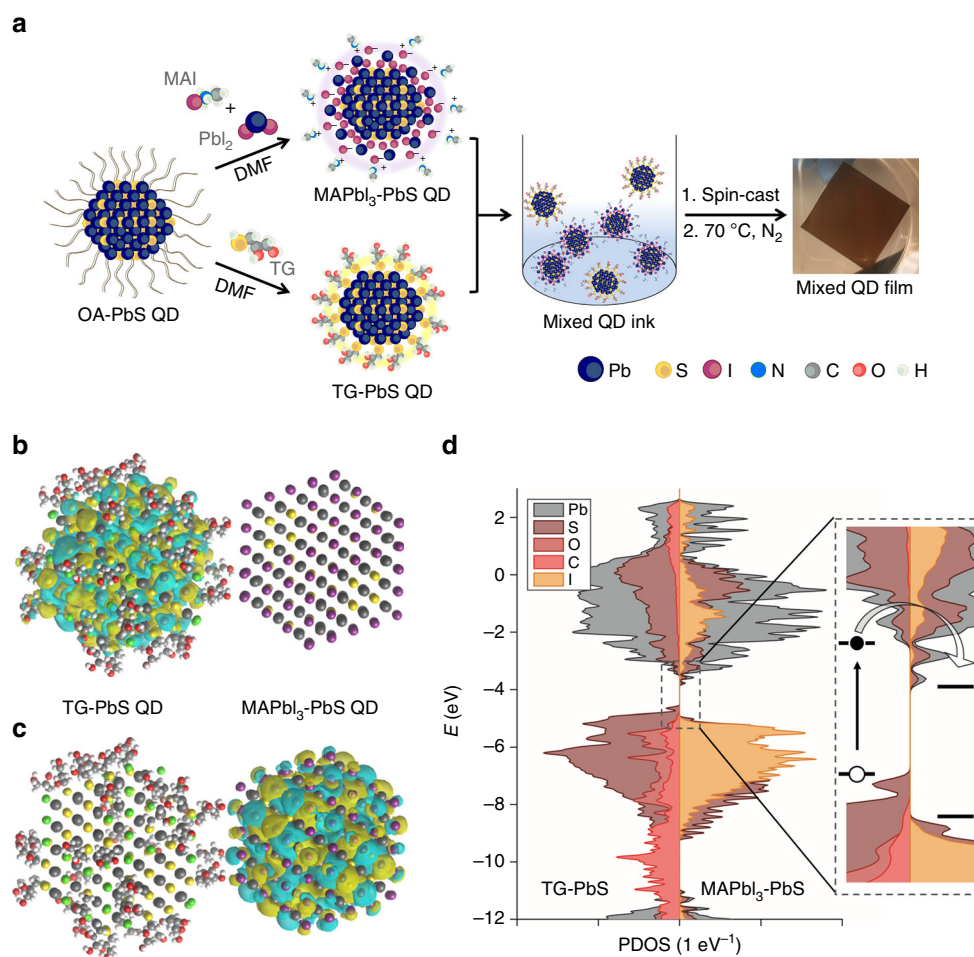 a
MAI
+
PbI2
DMF
MAPbI3-PbS QD
OA-PbS QD
TG
DMF
TG-PbS QD
Mixed QD ink
1. Spin-cast
2. 70 °C, N2
Mixed QD film
Pb S I N C O H
b
TG-PbS QD MAPbI3-PbS QD
c
d
Pb
S
O
C
I
2
0
−2
−4
−6
−8
−10
−12
E (eV)
TG-PbS MAPbI3-PbS
PDOS (1 eV−1)